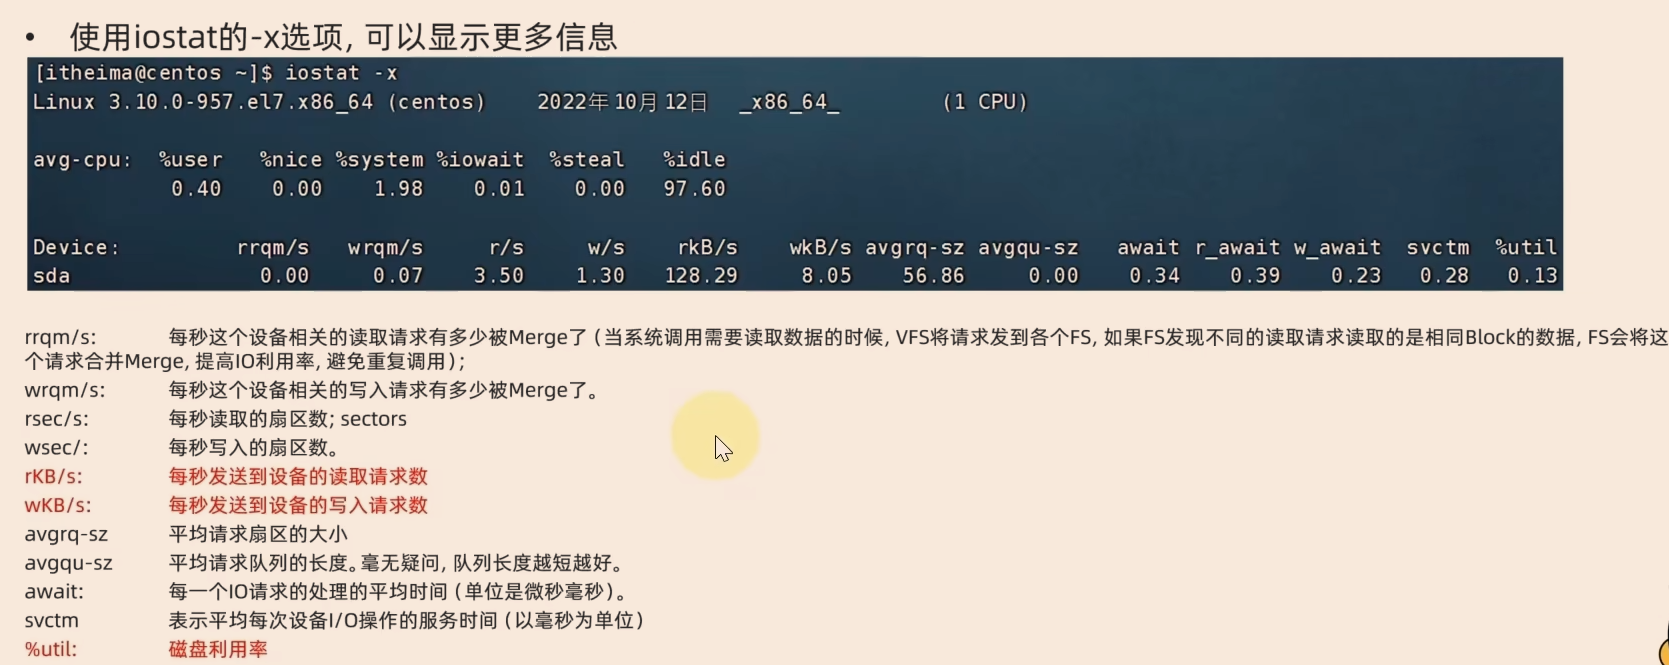 • 使用iostat的-x选项, 可以显示更多信息
[itheima@centos ~]$ iostat -x
Linux 3.10.0-957.el7.x86_64 (centos) 2022年10月12日 _x86_64_ (1 CPU)
avg-cpu: %user %nice %system %iowait %steal %idle
0.40 0.00 1.98 0.01 0.00 97.60
Device: rrqm/s wrqm/s r/s w/s rkB/s wkB/s avgrq-sz avgqu-sz await r_await w_await svctm %util
sda 0.00 0.07 3.50 1.30 128.29 8.05 56.86 0.00 0.34 0.39 0.23 0.28 0.13
rrqm/s: 每秒这个设备相关的读取请求有多少被Merge了 (当系统调用需要读取数据的时候, VFS将请求发到各个FS, 如果FS发现不同的读取请求读取的是相同Block的数据, FS会将这
个请求合并Merge, 提高IO利用率, 避免重复调用);
wrqm/s: 每秒这个设备相关的写入请求有多少被Merge了。
rsec/s: 每秒读取的扇区数; sectors
wsec/: 每秒写入的扇区数。
rKB/s: 每秒发送到设备的读取请求数
wKB/s: 每秒发送到设备的写入请求数
avgrq-sz 平均请求扇区的大小
avgqu-sz 平均请求队列的长度。毫无疑问, 队列长度越短越好。
await: 每一个IO请求的处理的平均时间 (单位是微秒毫秒)。
svctm 表示平均每次设备I/O操作的服务时间 (以毫秒为单位)
%util: 磁盘利用率